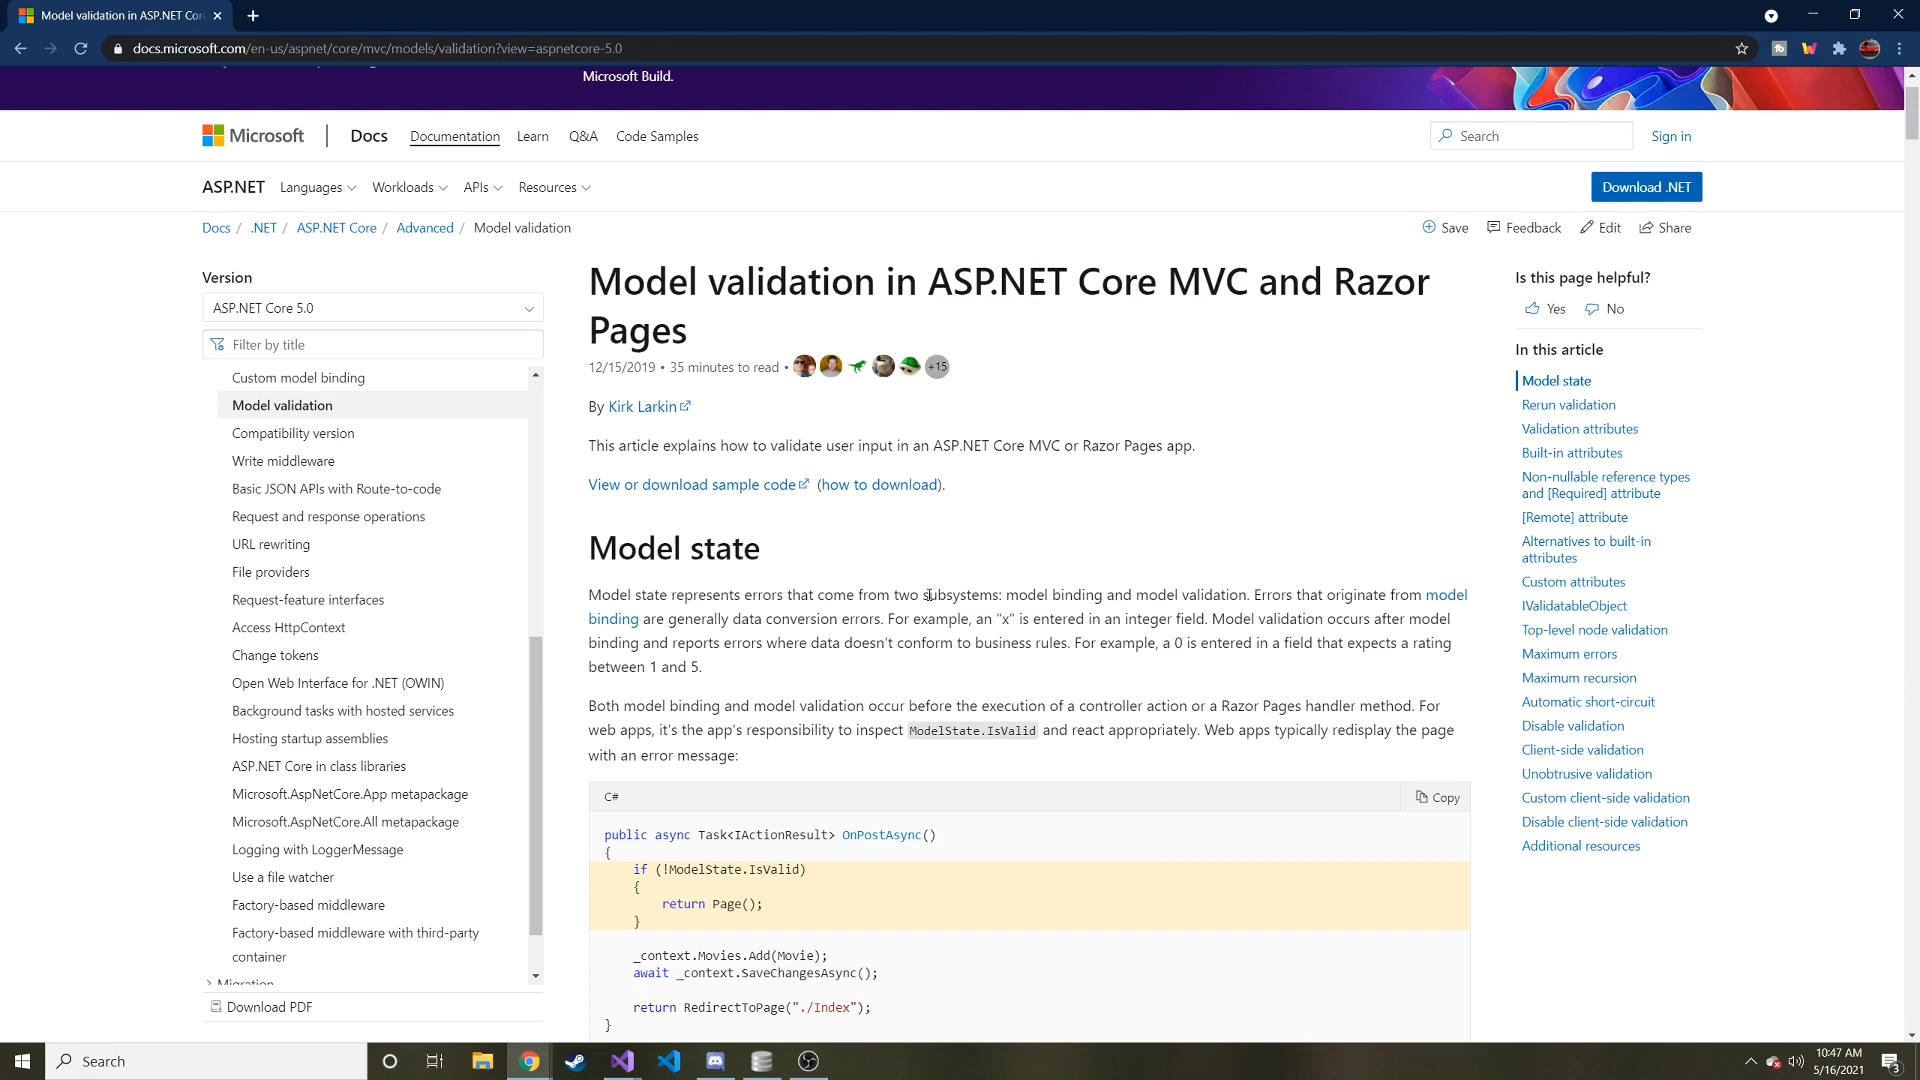 Model validation in ASP.NET Cor
docs.microsoft.com/en-us/aspnet/core/mvc/models/validation?view=aspnetcore-5.0
Microsoft Build.
Microsoft
Docs
Documentation
Learn
Q&A
Code Samples
Search
Sign in
ASP.NET
Languages
Workloads
APIs
Resources
Download .NET
Docs / .NET / ASP.NET Core / Advanced / Model validation
Save
Feedback
Edit
Share
Version
ASP.NET Core 5.0
Filter by title
Custom model binding
Model validation
Compatibility version
Write middleware
Basic JSON APIs with Route-to-code
Request and response operations
URL rewriting
File providers
Request-feature interfaces
Access HttpContext
Change tokens
Open Web Interface for .NET (OWIN)
Background tasks with hosted services
Hosting startup assemblies
ASP.NET Core in class libraries
Microsoft.AspNetCore.App metapackage
Microsoft.AspNetCore.All metapackage
Logging with LoggerMessage
Use a file watcher
Factory-based middleware
Factory-based middleware with third-party
container
Migration
Download PDF
Model validation in ASP.NET Core MVC and Razor
Pages
12/15/2019 • 35 minutes to read •
+15
By Kirk Larkin
This article explains how to validate user input in an ASP.NET Core MVC or Razor Pages app.
View or download sample code (how to download).
Model state
Model state represents errors that come from two subsystems: model binding and model validation. Errors that originate from model
binding are generally data conversion errors. For example, an "x" is entered in an integer field. Model validation occurs after model
binding and reports errors where data doesn't conform to business rules. For example, a 0 is entered in a field that expects a rating
between 1 and 5.
Both model binding and model validation occur before the execution of a controller action or a Razor Pages handler method. For
web apps, it's the app's responsibility to inspect ModelState.IsValid and react appropriately. Web apps typically redisplay the page
with an error message:
C#
Copy
public async Task<IActionResult> OnPostAsync()
{
if (!ModelState.IsValid)
{
return Page();
}
_context.Movies.Add(Movie);
await _context.SaveChangesAsync();
return RedirectToPage("./Index");
}
Is this page helpful?
Yes
No
In this article
Model state
Rerun validation
Validation attributes
Built-in attributes
Non-nullable reference types
and [Required] attribute
[Remote] attribute
Alternatives to built-in
attributes
Custom attributes
IValidatableObject
Top-level node validation
Maximum errors
Maximum recursion
Automatic short-circuit
Disable validation
Client-side validation
Unobtrusive validation
Custom client-side validation
Disable client-side validation
Additional resources
Search
10:47 AM
5/16/2021
3